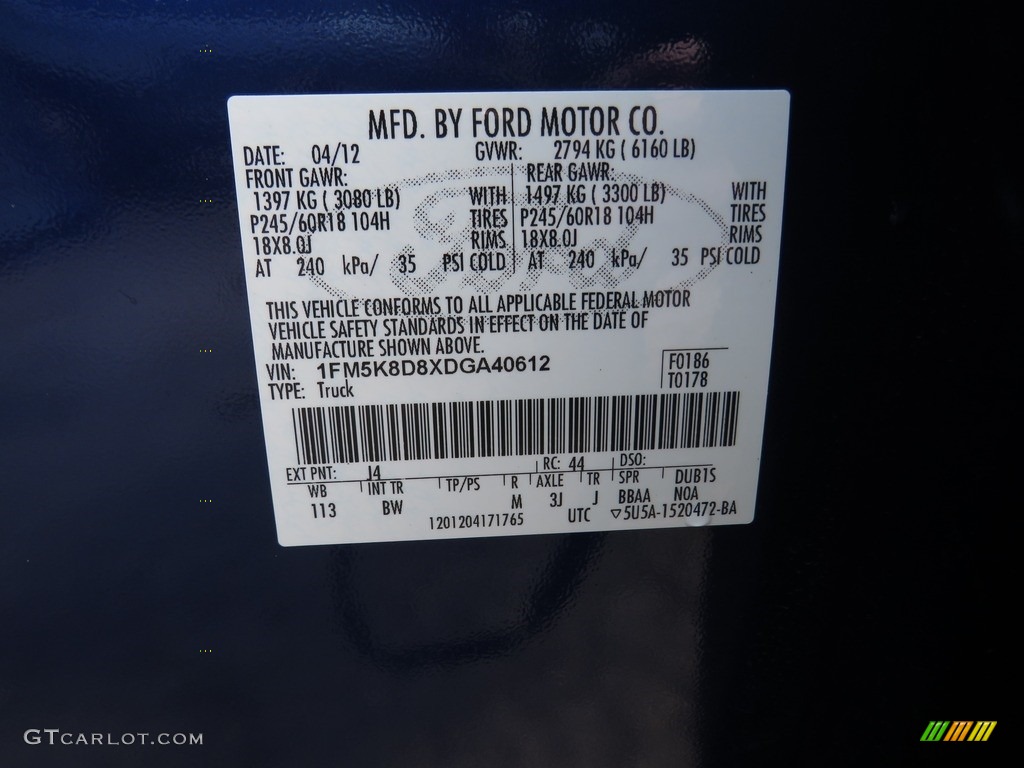 MFD. BY FORD MOTOR CO.
DATE: 04/12 GVWR: 2794 KG ( 6160 LB)
FRONT GAWR: REAR GAWR:
1397 KG ( 3080 LB) WITH 1497 KG ( 3300 LB) WITH
P245/60R18 104H TIRES P245/60R18 104H TIRES
18X8.0J RIMS 18X8.0J RIMS
AT 240 kPa/ 35 PSI COLD AT 240 kPa/ 35 PSI COLD
Ford
THIS VEHICLE CONFORMS TO ALL APPLICABLE FEDERAL MOTOR
VEHICLE SAFETY STANDARDS IN EFFECT ON THE DATE OF
MANUFACTURE SHOWN ABOVE.
VIN: 1FM5K8D8XDGA40612 F0186
TYPE: Truck T0178
EXT PNT: J4 RC: 44 DSO:
WB INT TR TP/PS R AXLE TR SPR DUB1S
113 BW M 3J J BBAA NOA
1201204171765 UTC ▽5U5A-1520472-BA
GTCARLOT.COM